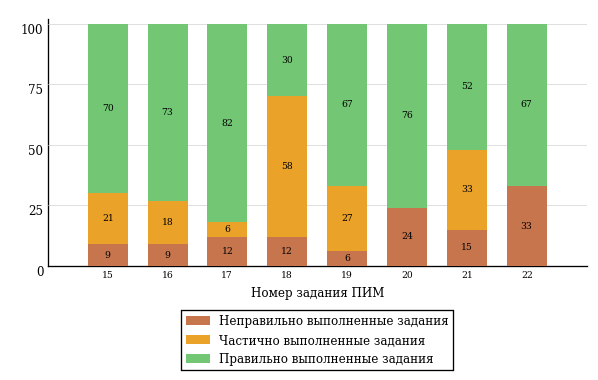 100
75
50
25
0
70 73 82 30 67 76 52 67
21 18 6 58 27 33
9 9 12 12 6 24 15 33
15 16 17 18 19 20 21 22
Номер задания ПИМ
Неправильно выполненные задания
Частично выполненные задания
Правильно выполненные задания